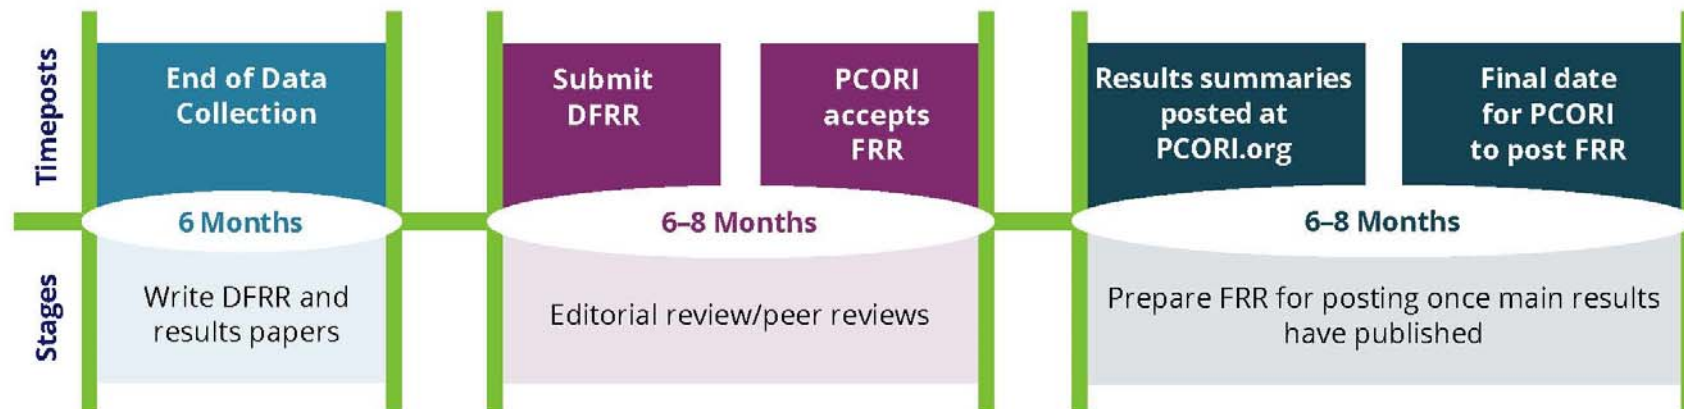 Timeposts
End of Data
Collection
Submit
DFRR
PCORI
accepts
FRR
Results summaries
posted at
PCORI.org
Final date
for PCORI
to post FRR
6 Months
6–8 Months
6–8 Months
Stages
Write DFRR and
results papers
Editorial review/peer reviews
Prepare FRR for posting once main results
have published